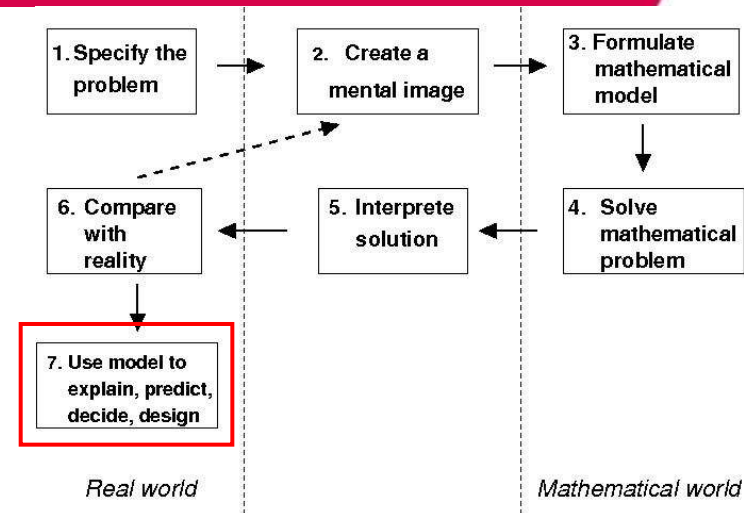 1. Specify the
problem
2. Create a
mental image
3. Formulate
mathematical
model
6. Compare
with
reality
5. Interprete
solution
4. Solve
mathematical
problem
7. Use model to
explain, predict,
decide, design
Real world
Mathematical world